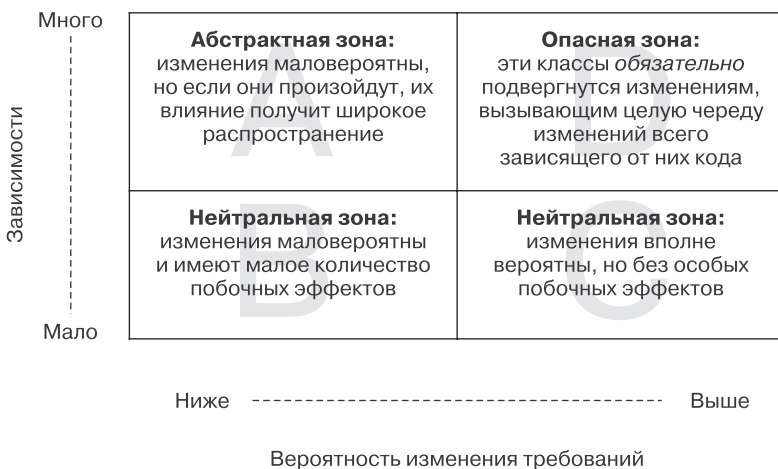 Много
Зависимости
Мало
A
Абстрактная зона:
изменения маловероятны,
но если они произойдут, их
влияние получит широкое
распространение
D
Опасная зона:
эти классы обязательно
подвергнутся изменениям,
вызывающим целую череду
изменений всего
зависящего от них кода
B
Нейтральная зона:
изменения маловероятны
и имеют малое количество
побочных эффектов
C
Нейтральная зона:
изменения вполне
вероятны, но без особых
побочных эффектов
Ниже
Выше
Вероятность изменения требований